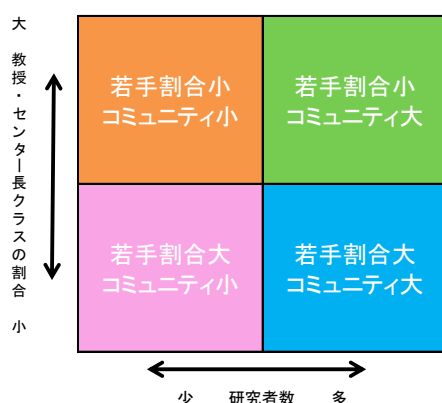 大 教授・センター長クラスの割合 小
若手割合小
コミュニティ小
若手割合小
コミュニティ大
若手割合大
コミュニティ小
若手割合大
コミュニティ大
少 研究者数 多